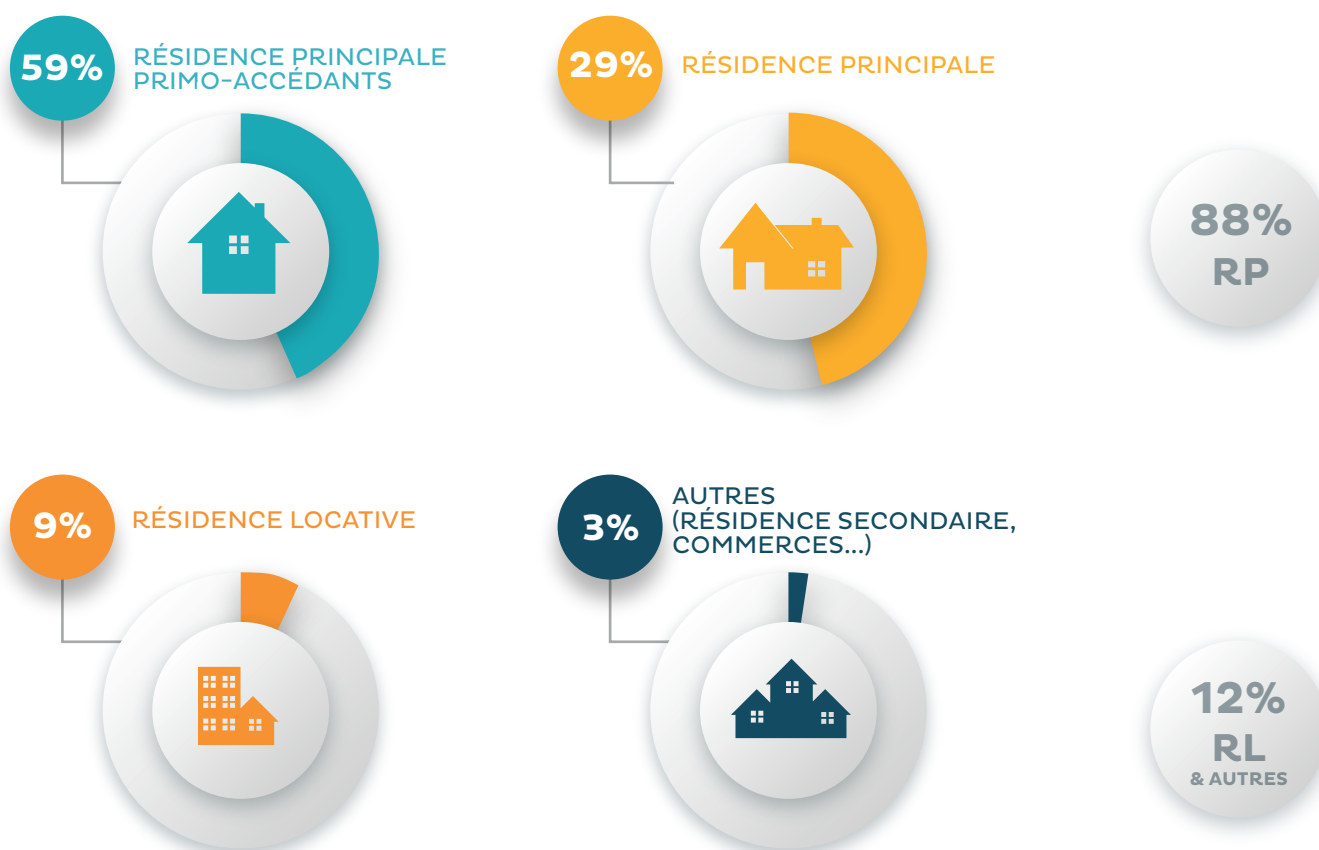 59%
RÉSIDENCE PRINCIPALE
PRIMO-ACCÉDANTS
29%
RÉSIDENCE PRINCIPALE
88%
RP
9%
RÉSIDENCE LOCATIVE
3%
AUTRES
(RÉSIDENCE SECONDAIRE,
COMMERCES...)
12%
RL
& AUTRES